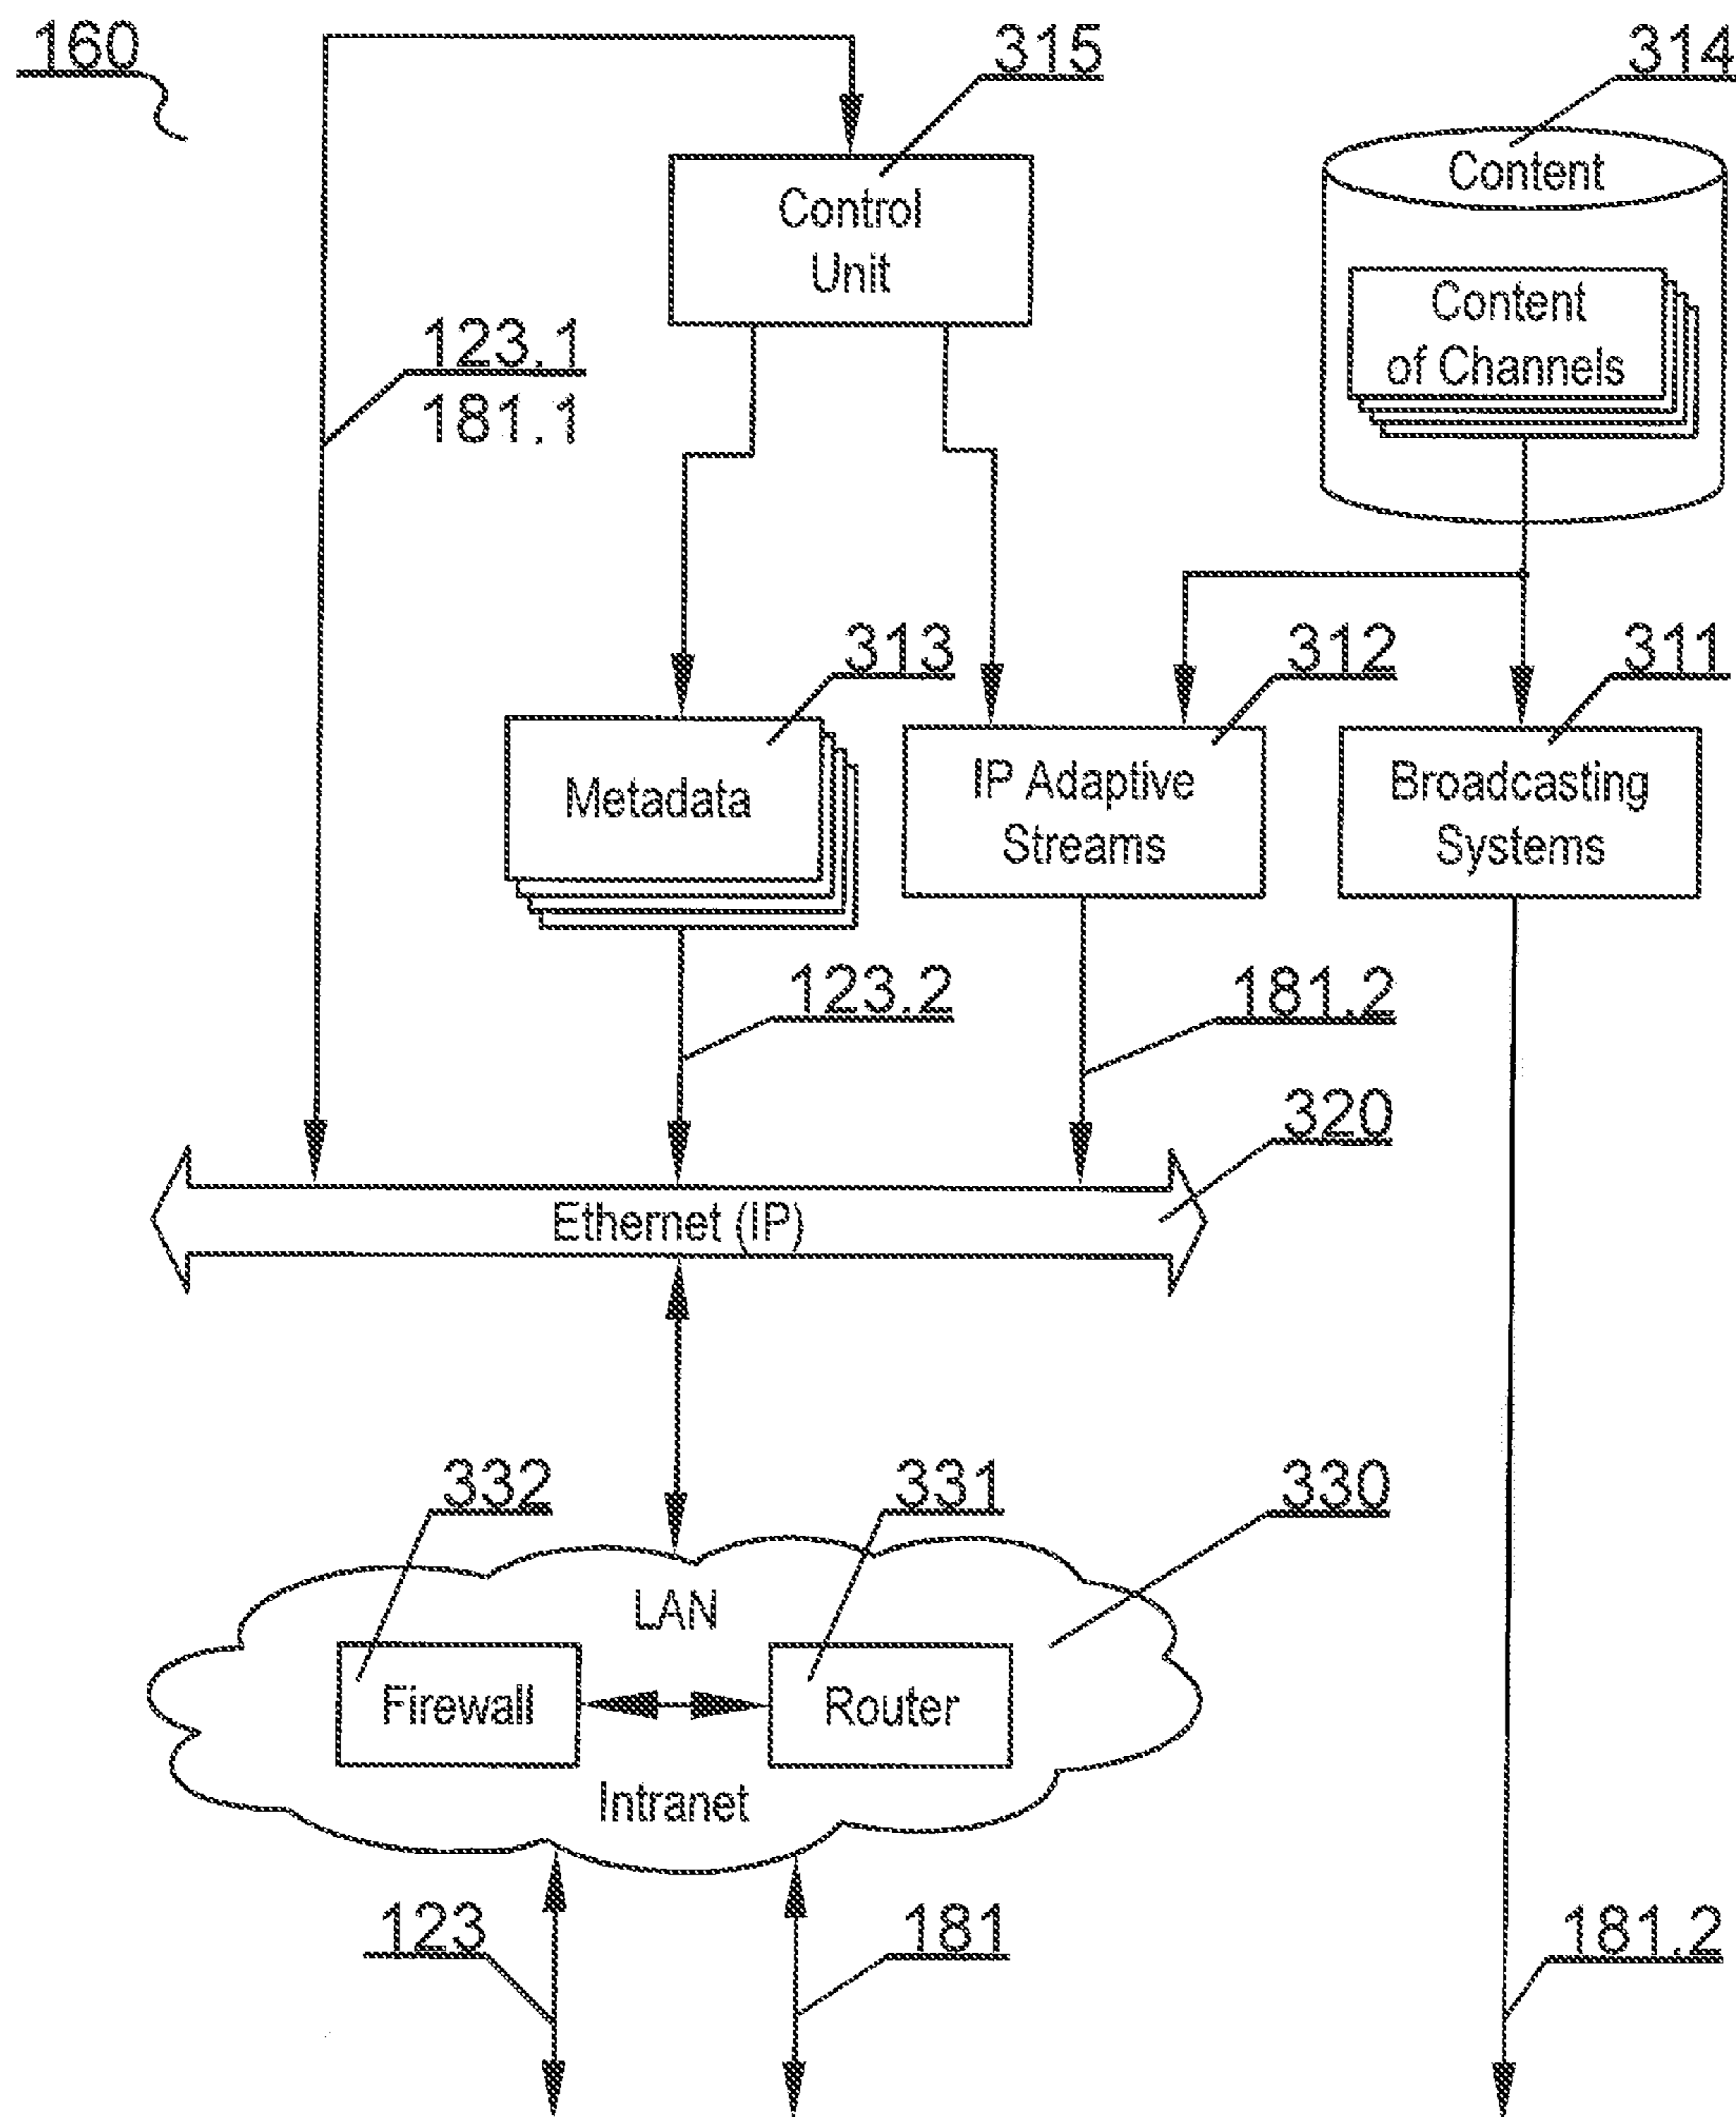 160
315
314
Control
Unit
Content
Content
of Channels
123.1
181.1
313
312
311
Metadata
IP Adaptive
Streams
Broadcasting
Systems
123.2
181.2
320
Ethernet (IP)
332
331
330
LAN
Firewall
Router
Intranet
123
181
181.2